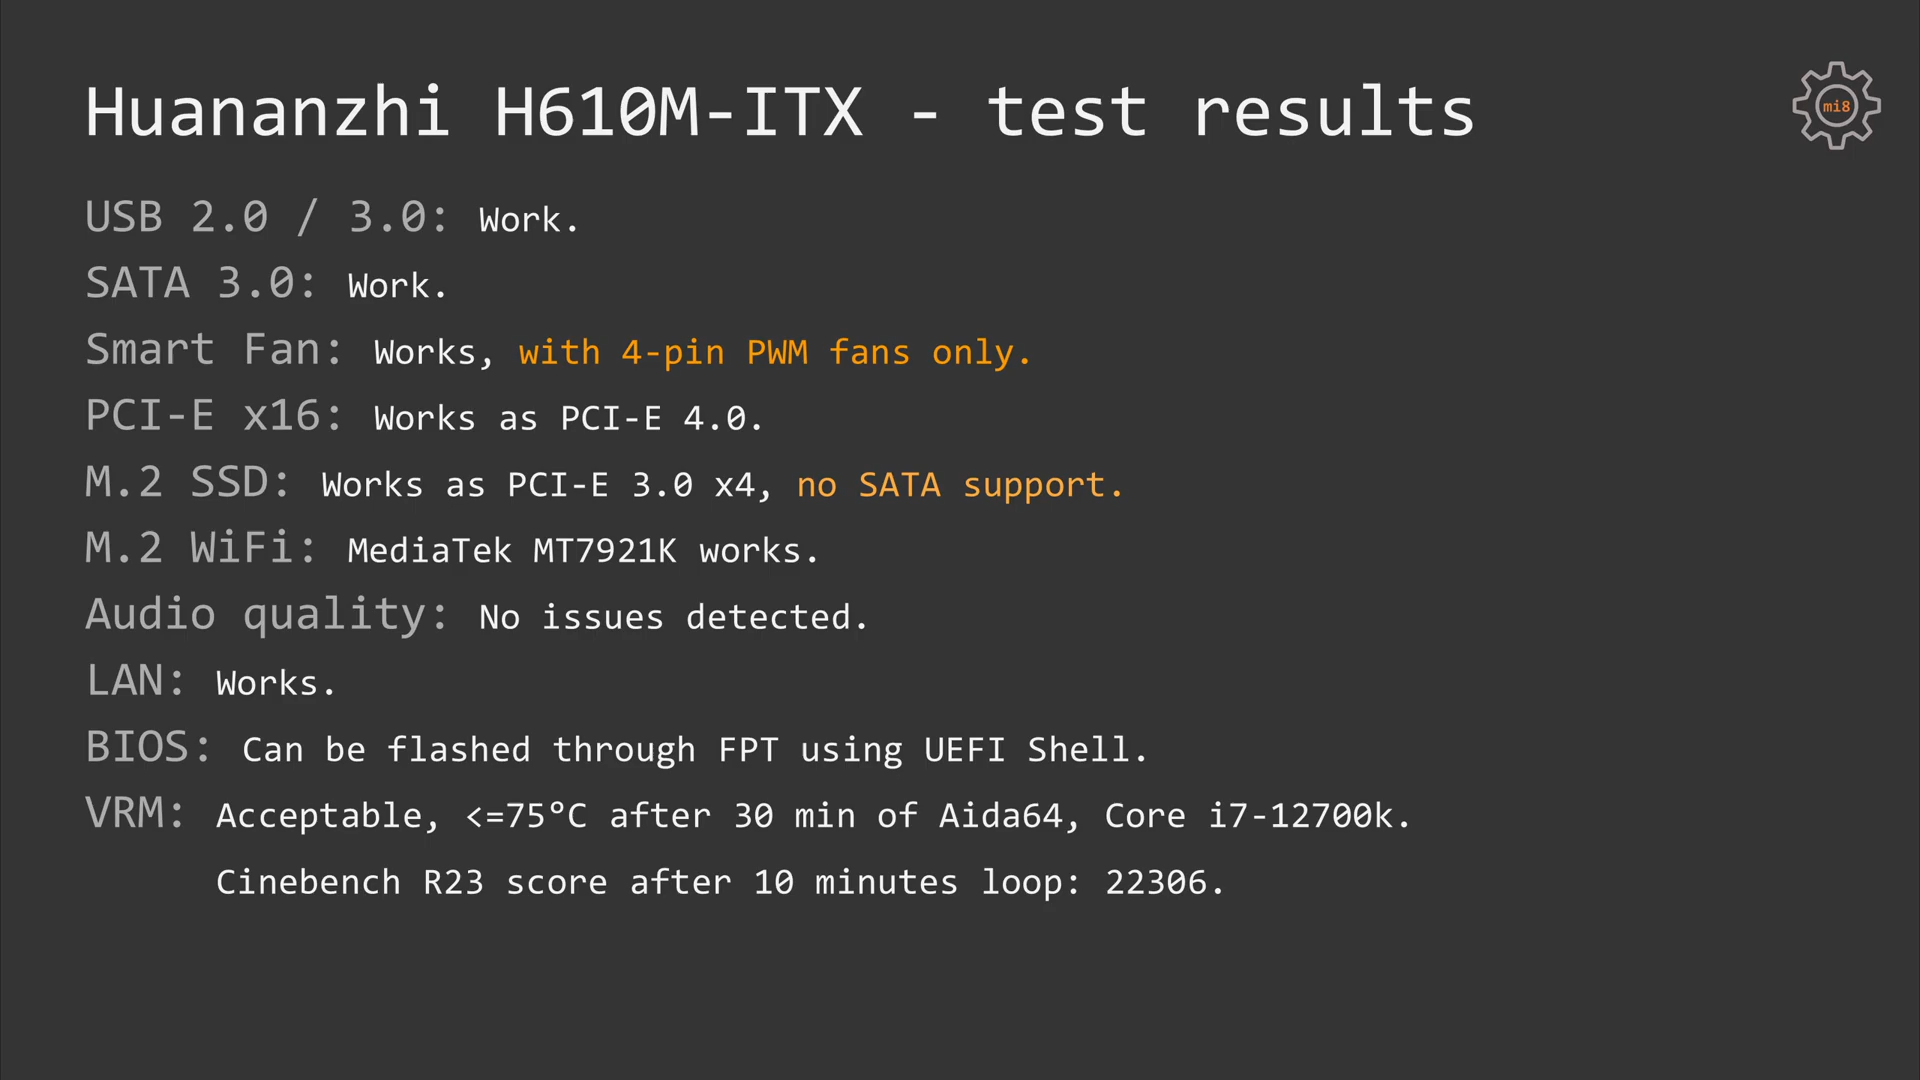 Huananzhi H610M-ITX - test results
mi8
USB 2.0 / 3.0: Work.
SATA 3.0: Work.
Smart Fan: Works, with 4-pin PWM fans only.
PCI-E x16: Works as PCI-E 4.0.
M.2 SSD: Works as PCI-E 3.0 x4, no SATA support.
M.2 WiFi: MediaTek MT7921K works.
Audio quality: No issues detected.
LAN: Works.
BIOS: Can be flashed through FPT using UEFI Shell.
VRM: Acceptable, <=75°C after 30 min of Aida64, Core i7-12700k.
Cinebench R23 score after 10 minutes loop: 22306.